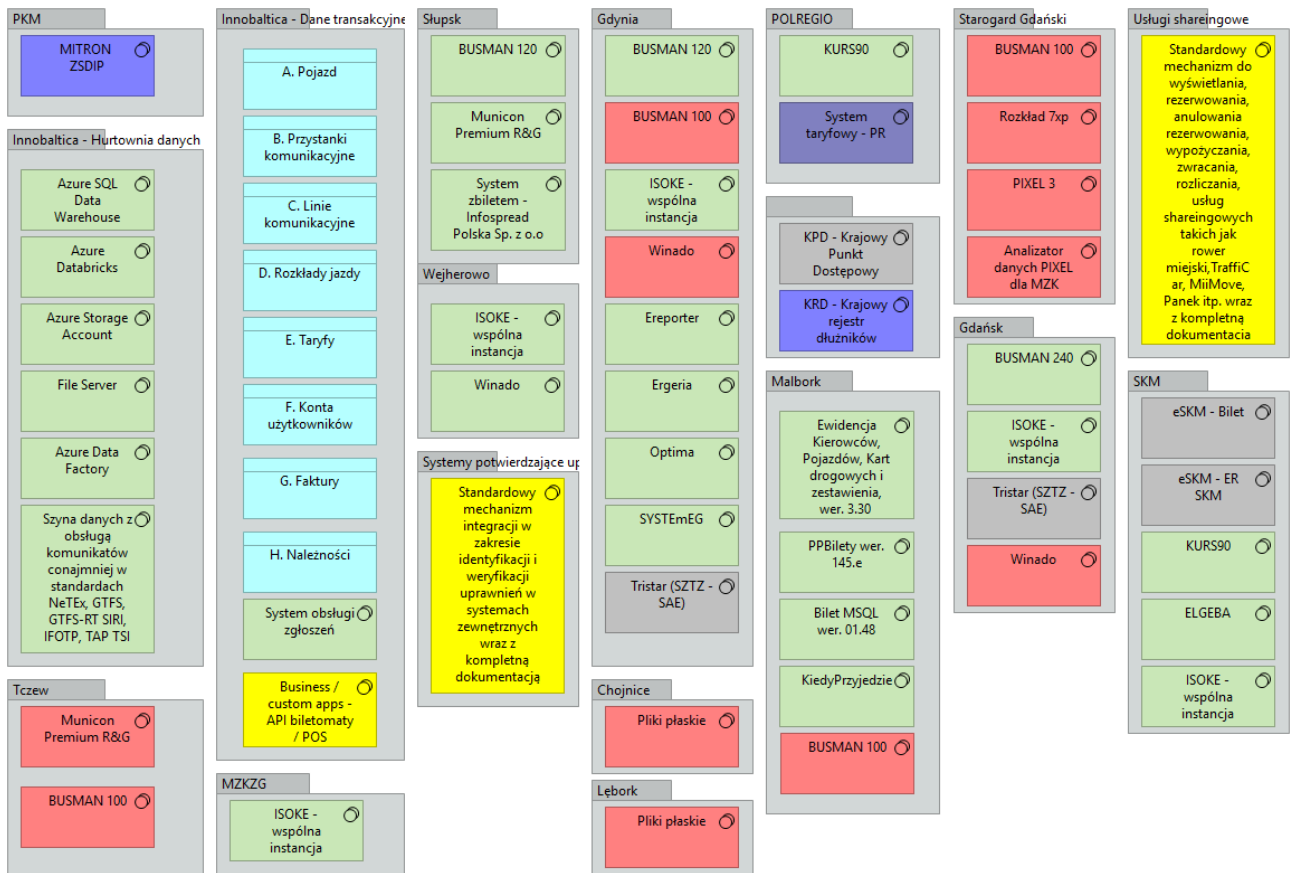 PKM
MITRON
ZSDIP
Innobaltica - Hurtownia danych
Azure SQL
Data
Warehouse
Azure
Databricks
Azure Storage
Account
File Server
Azure Data
Factory
Szyna danych z
obsługą
komunikatów
conajmniej w
standardach
NeTEx, GTFS,
GTFS-RT SIRI,
IFOTP, TAP TSI
Tczew
Municon
Premium R&G
BUSMAN 100
Innobaltica - Dane transakcyjne
A. Pojazd
B. Przystanki
komunikacyjne
C. Linie
komunikacyjne
D. Rozkłady jazdy
E. Taryfy
F. Konta
użytkowników
G. Faktury
H. Należności
System obsługi
zgłoszeń
Business /
custom apps -
API biletomaty
/ POS
MZKZG
ISOKE -
wspólna
instancja
Słupsk
BUSMAN 120
Municon
Premium R&G
System
zbiletem -
Infospread
Polska Sp. z o.o
Wejherowo
ISOKE -
wspólna
instancja
Winado
Systemy potwierdzające up
Standardowy
mechanizm
integracji w
zakresie
identyfikacji i
weryfikacji
uprawnień w
systemach
zewnętrznych
wraz z
kompletną
dokumentacją
Gdynia
BUSMAN 120
BUSMAN 100
ISOKE -
wspólna
instancja
Winado
Ereporter
Ergeria
Optima
SYSTEmEG
Tristar (SZTZ -
SAE)
Chojnice
Pliki płaskie
Lębork
Pliki płaskie
POLREGIO
KURS90
System
taryfowy - PR
KPD - Krajowy
Punkt
Dostępowy
KRD - Krajowy
rejestr
dłużników
Malbork
Ewidencja
Kierowców,
Pojazdów, Kart
drogowych i
zestawienia,
wer. 3.30
PPBilety wer.
145.e
Bilet MSQL
wer. 01.48
KiedyPrzyjedzie
BUSMAN 100
Starogard Gdański
BUSMAN 100
Rozkład 7xp
PIXEL 3
Analizator
danych PIXEL
dla MZK
Gdańsk
BUSMAN 240
ISOKE -
wspólna
instancja
Tristar (SZTZ -
SAE)
Winado
Usługi shareingowe
Standardowy
mechanizm do
wyświetlania,
rezerwowania,
anulowania
rezerwowania,
wypożyczania,
zwracania,
rozliczania,
usług
shareingowych
takich jak
rower
miejski,TraffiC
ar, MiiMove,
Panek itp. wraz
z kompletną
dokumentacia
SKM
eSKM - Bilet
eSKM - ER
SKM
KURS90
ELGEBA
ISOKE -
wspólna
instancja